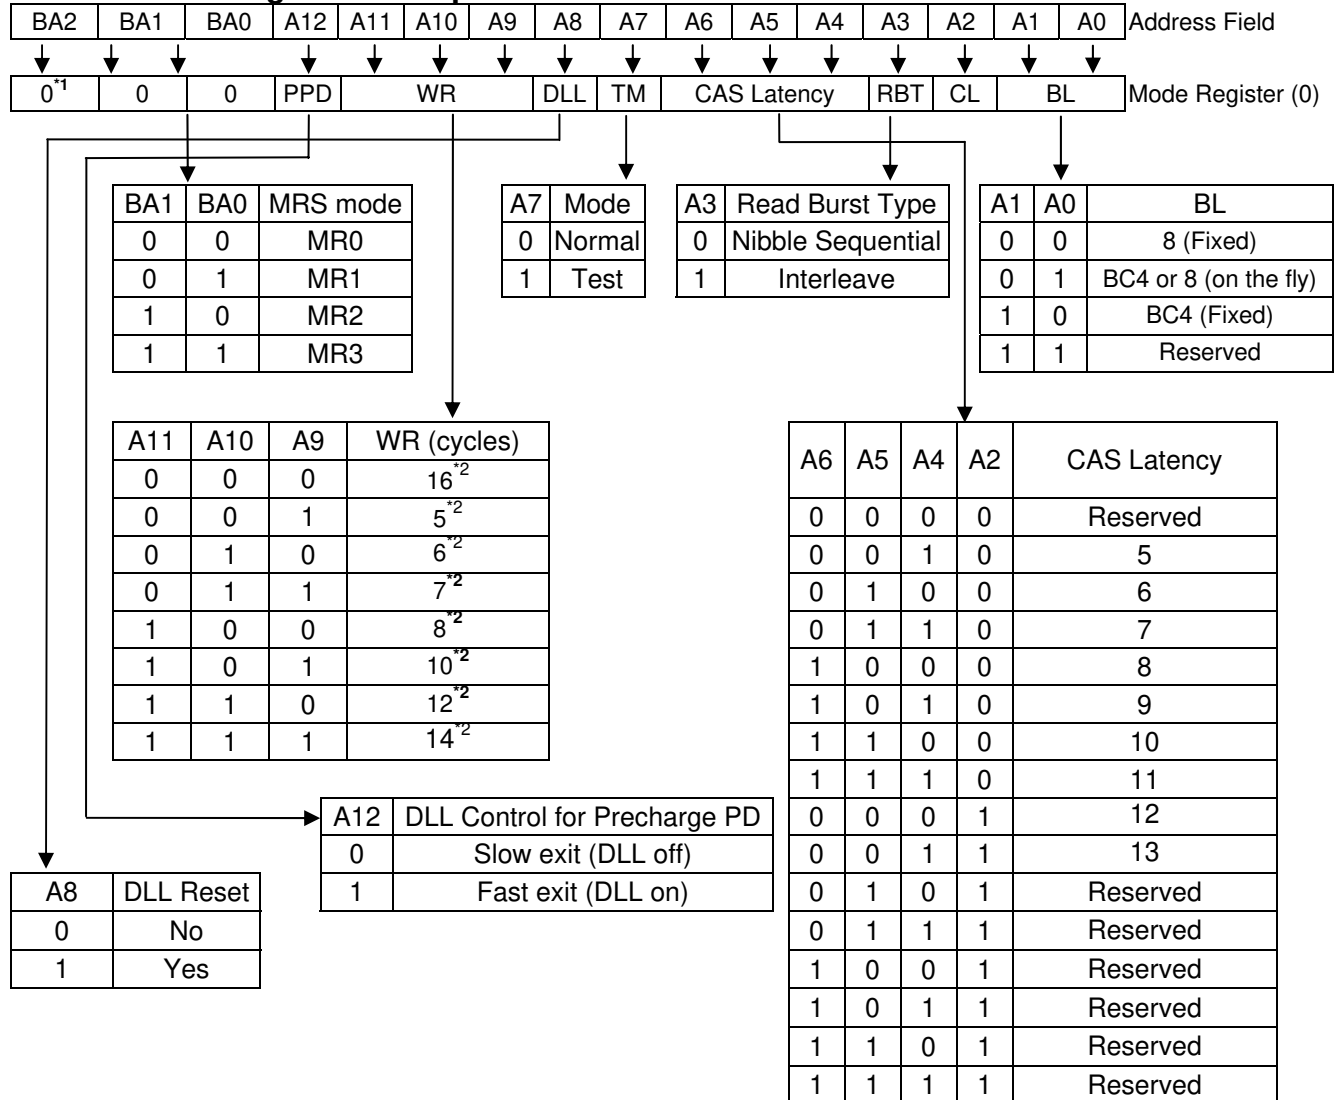 BA2 BA1 BA0 A12 A11 A10 A9 A8 A7 A6 A5 A4 A3 A2 A1 A0 Address Field
0*1 0 0 PPD WR DLL TM CAS Latency RBT CL BL Mode Register (0)
BA1 BA0 MRS mode
0 0 MR0
0 1 MR1
1 0 MR2
1 1 MR3
A7 Mode
0 Normal
1 Test
A3 Read Burst Type
0 Nibble Sequential
1 Interleave
A1 A0 BL
0 0 8 (Fixed)
0 1 BC4 or 8 (on the fly)
1 0 BC4 (Fixed)
1 1 Reserved
A11 A10 A9 WR (cycles)
0 0 0 16*2
0 0 1 5*2
0 1 0 6*2
0 1 1 7*2
1 0 0 8*2
1 0 1 10*2
1 1 0 12*2
1 1 1 14*2
A6 A5 A4 A2 CAS Latency
0 0 0 0 Reserved
0 0 1 0 5
0 1 0 0 6
0 1 1 0 7
1 0 0 0 8
1 0 1 0 9
1 1 0 0 10
1 1 1 0 11
0 0 0 1 12
0 0 1 1 13
0 1 0 1 Reserved
0 1 1 1 Reserved
1 0 0 1 Reserved
1 0 1 1 Reserved
1 1 0 1 Reserved
1 1 1 1 Reserved
A12 DLL Control for Precharge PD
0 Slow exit (DLL off)
1 Fast exit (DLL on)
A8 DLL Reset
0 No
1 Yes